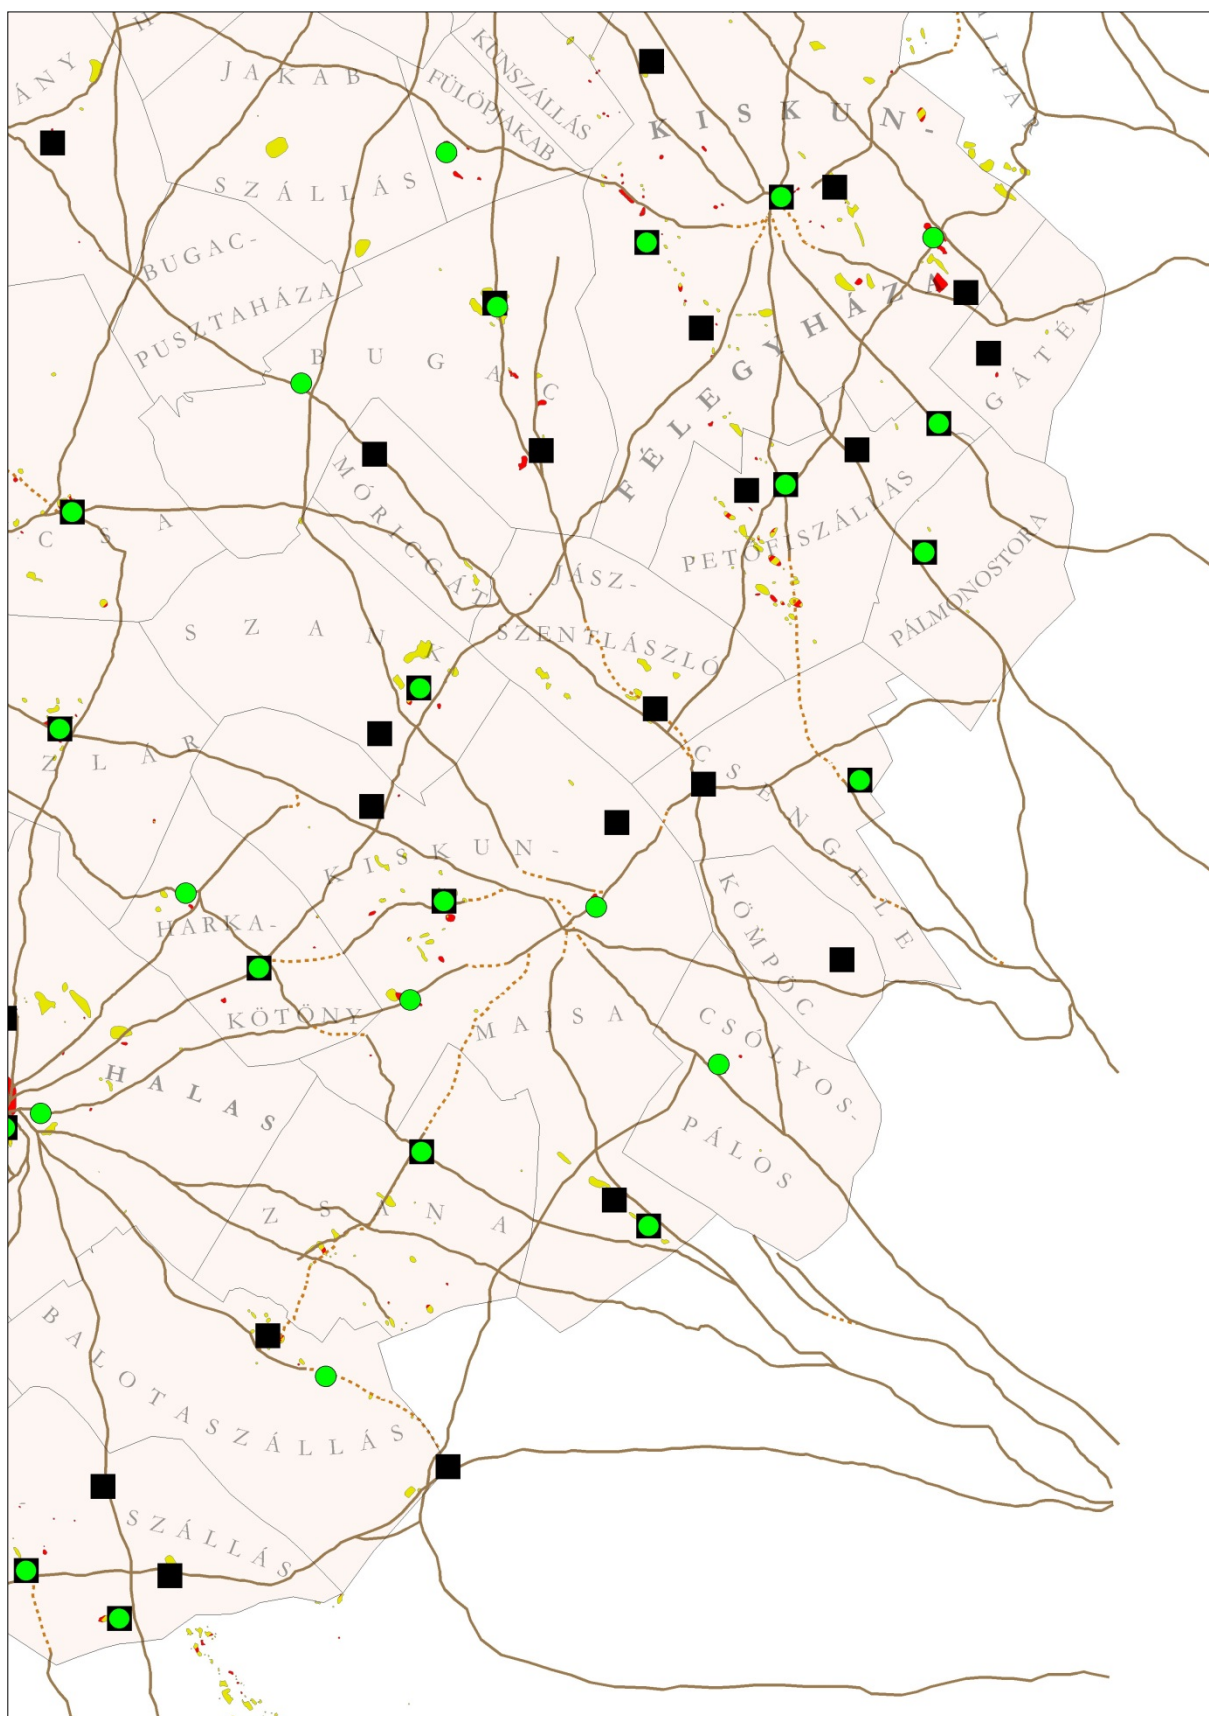 H
ÁNY
JAKAB
SZÁLLÁS
FÜLÖPJAKAB
KUNSZÁLLÁS
KISKUN-
ALPÁR
BUGAC-
PUSZTAHÁZA
BUGAC
FÉLEGYHÁZA
GÁTÉR
MÓRICGÁT
CSA
PETŐFISZÁLLÁS
PÁLMONOSTORA
JÁSZ-
SZENTLÁSZLÓ
SZANK
ZLÁR
CSENGELE
KISKUN-
HARKA-
KÖTÖNY
KÖMPÖC
MAJSA
CSÓLYOS-
PÁLOS
HALAS
ZSANA
BALOTASZÁLLÁS
SZÁLLÁS